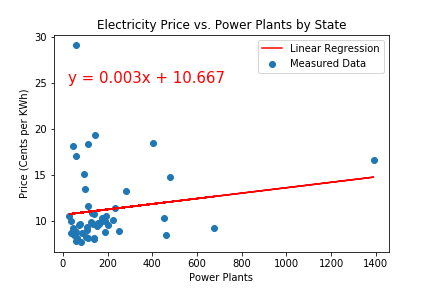 Electricity Price vs. Power Plants by State
Price (Cents per KWh)
30
25
20
15
10
y = 0.003x + 10.667
Linear Regression
Measured Data
0 200 400 600 800 1000 1200 1400
Power Plants